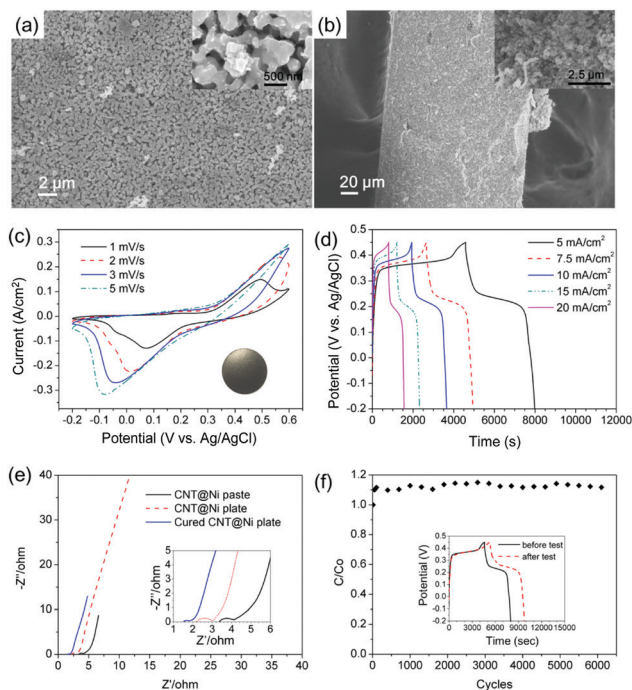 (a)
500 nm
2 µm
(b)
2.5 µm
20 µm
(c)
1 mV/s
2 mV/s
3 mV/s
5 mV/s
Current (A/cm²)
0.3
0.2
0.1
0.0
-0.1
-0.2
-0.3
-0.2 -0.1 0.0 0.1 0.2 0.3 0.4 0.5 0.6
Potential (V vs. Ag/AgCl)
(d)
5 mA/cm²
7.5 mA/cm²
10 mA/cm²
15 mA/cm²
20 mA/cm²
Potential (V vs. Ag/AgCl)
0.5
0.4
0.3
0.2
0.1
0.0
-0.1
-0.2
0 2000 4000 6000 8000 10000 12000
Time (s)
(e)
CNT@Ni paste
CNT@Ni plate
Cured CNT@Ni plate
-Z''/ohm
40
30
20
10
0
0 5 10 15 20 25 30 35 40
Z'/ohm
-Z''/ohm
5
4
3
2
1
0
1 2 3 4 5 6
Z'/ohm
(f)
C/Co
1.2
1.0
0.8
0.6
0.4
0.2
0.0
0 1000 2000 3000 4000 5000 6000
Cycles
before test
after test
Potential (V)
0.5
0.4
0.3
0.2
0.1
0.0
-0.1
-0.2
0 3000 6000 9000 12000 15000
Time (sec)